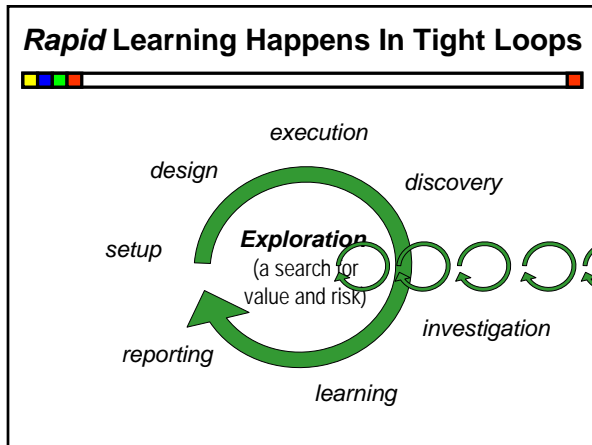 Rapid Learning Happens In Tight Loops
execution
design
discovery
setup
Exploration
(a search for
value and risk)
investigation
reporting
learning